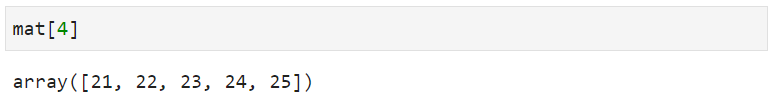 mat[4]
array([21, 22, 23, 24, 25])